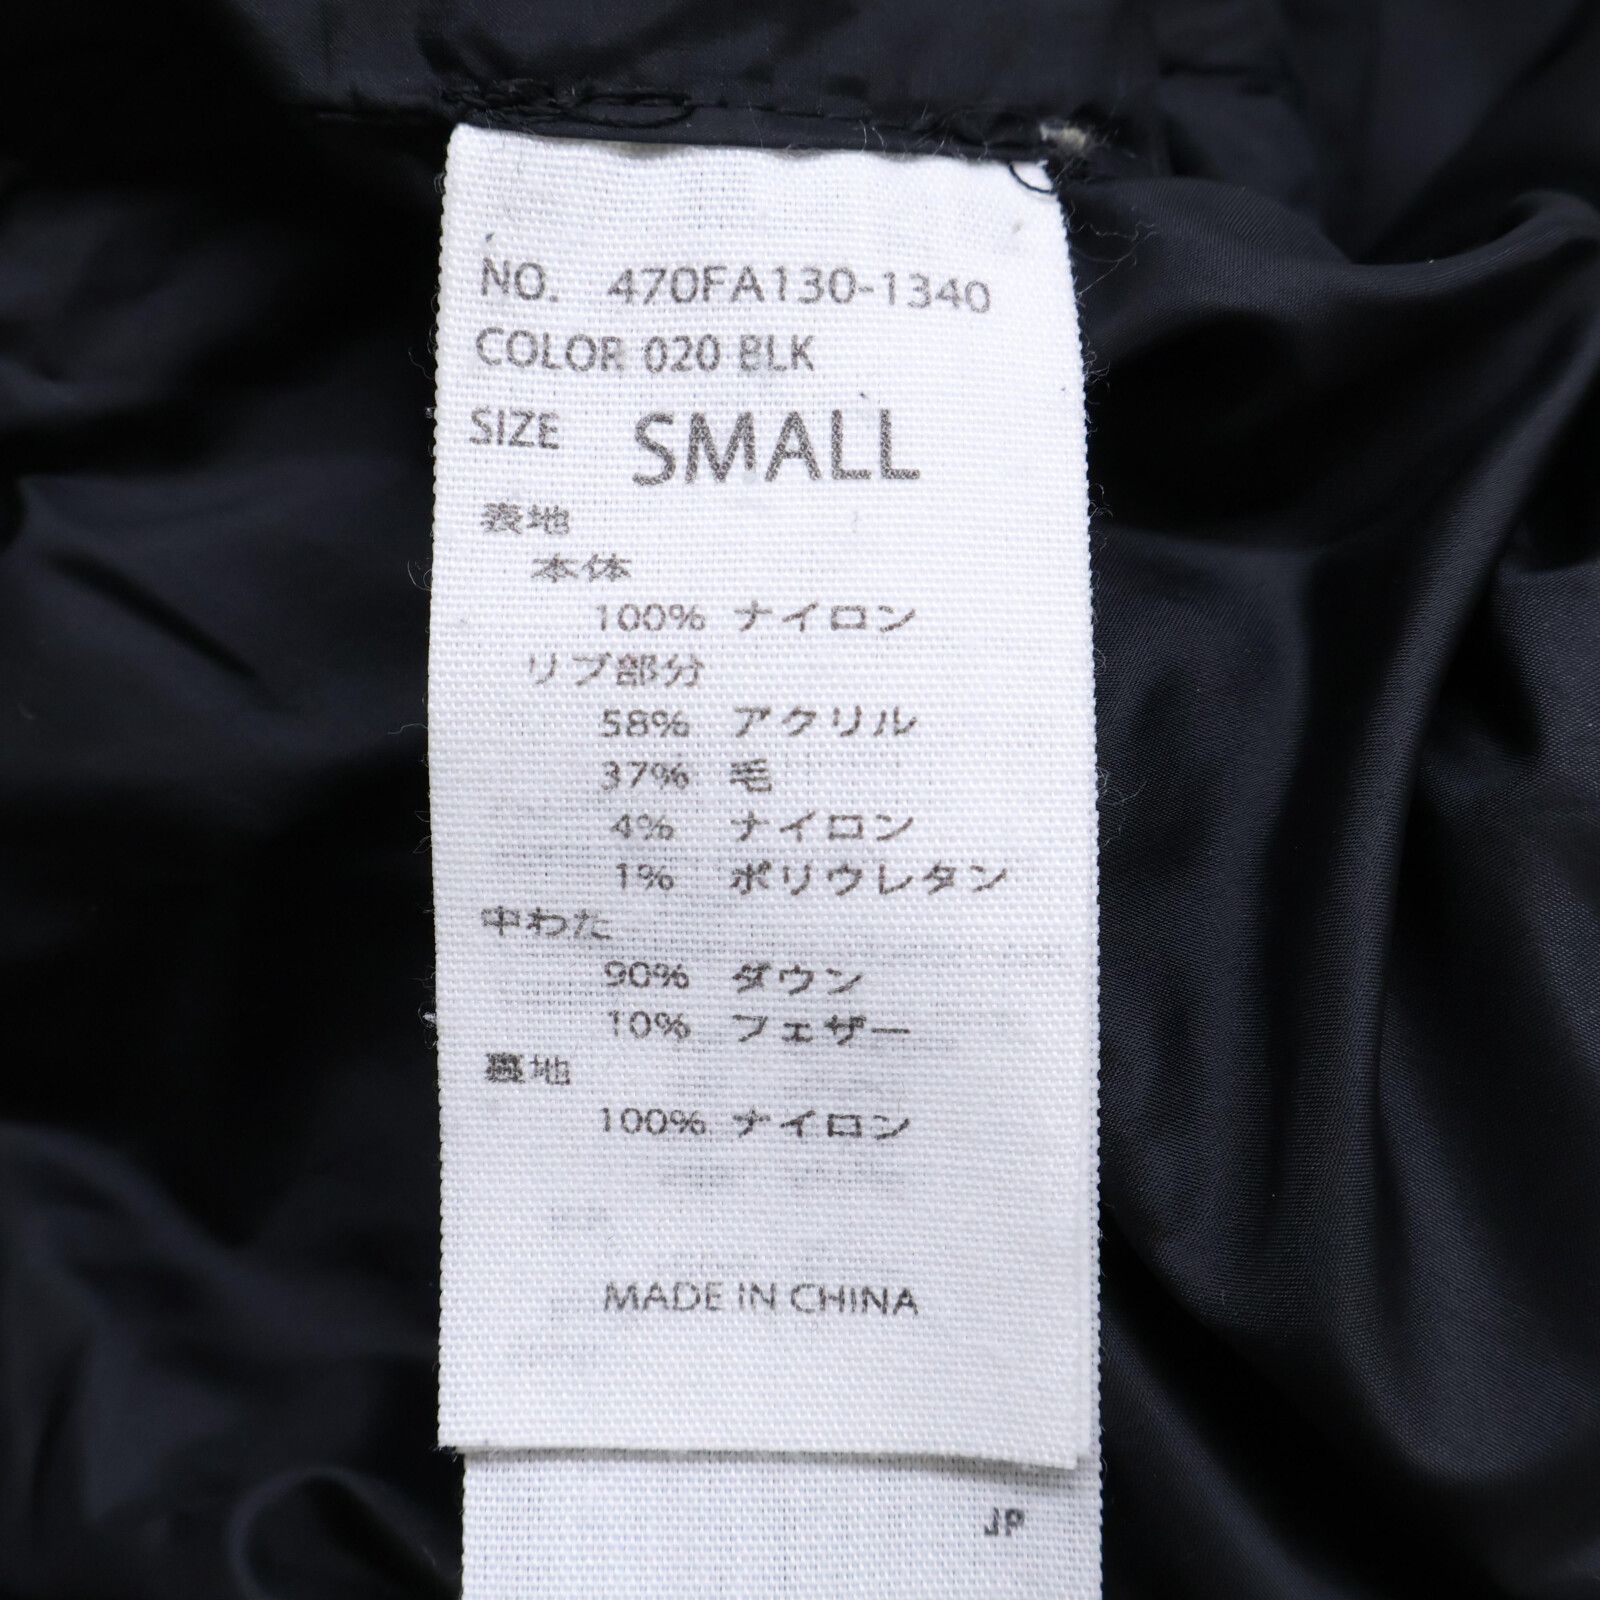 NO. 470FA130-1340
COLOR 020 BLK
SIZE SMALL
表地
本体
100% ナイロン
リブ部分
58% アクリル
37% 毛
4% ナイロン
1% ポリウレタン
中わた
90% ダウン
10% フェザー
裏地
100% ナイロン
MADE IN CHINA
JP